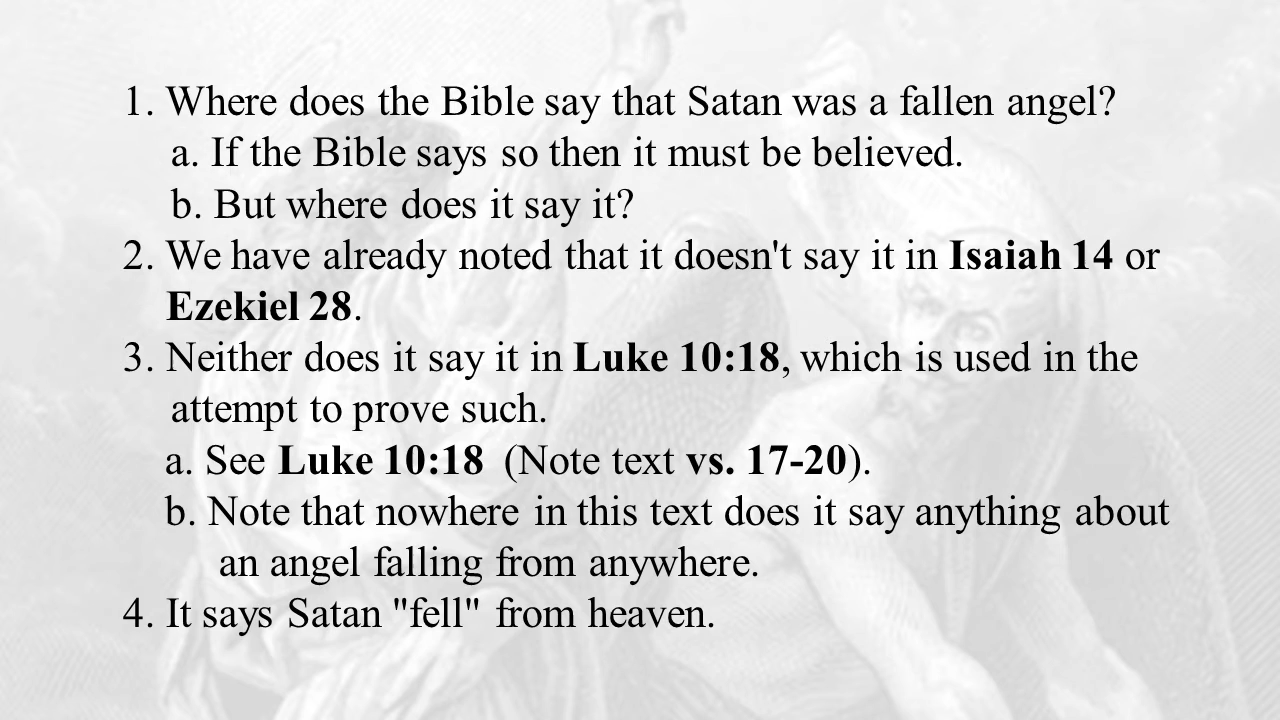 1. Where does the Bible say that Satan was a fallen angel?
a. If the Bible says so then it must be believed.
b. But where does it say it?
2. We have already noted that it doesn't say it in Isaiah 14 or
Ezekiel 28.
3. Neither does it say it in Luke 10:18, which is used in the
attempt to prove such.
a. See Luke 10:18 (Note text vs. 17-20).
b. Note that nowhere in this text does it say anything about
an angel falling from anywhere.
4. It says Satan "fell" from heaven.